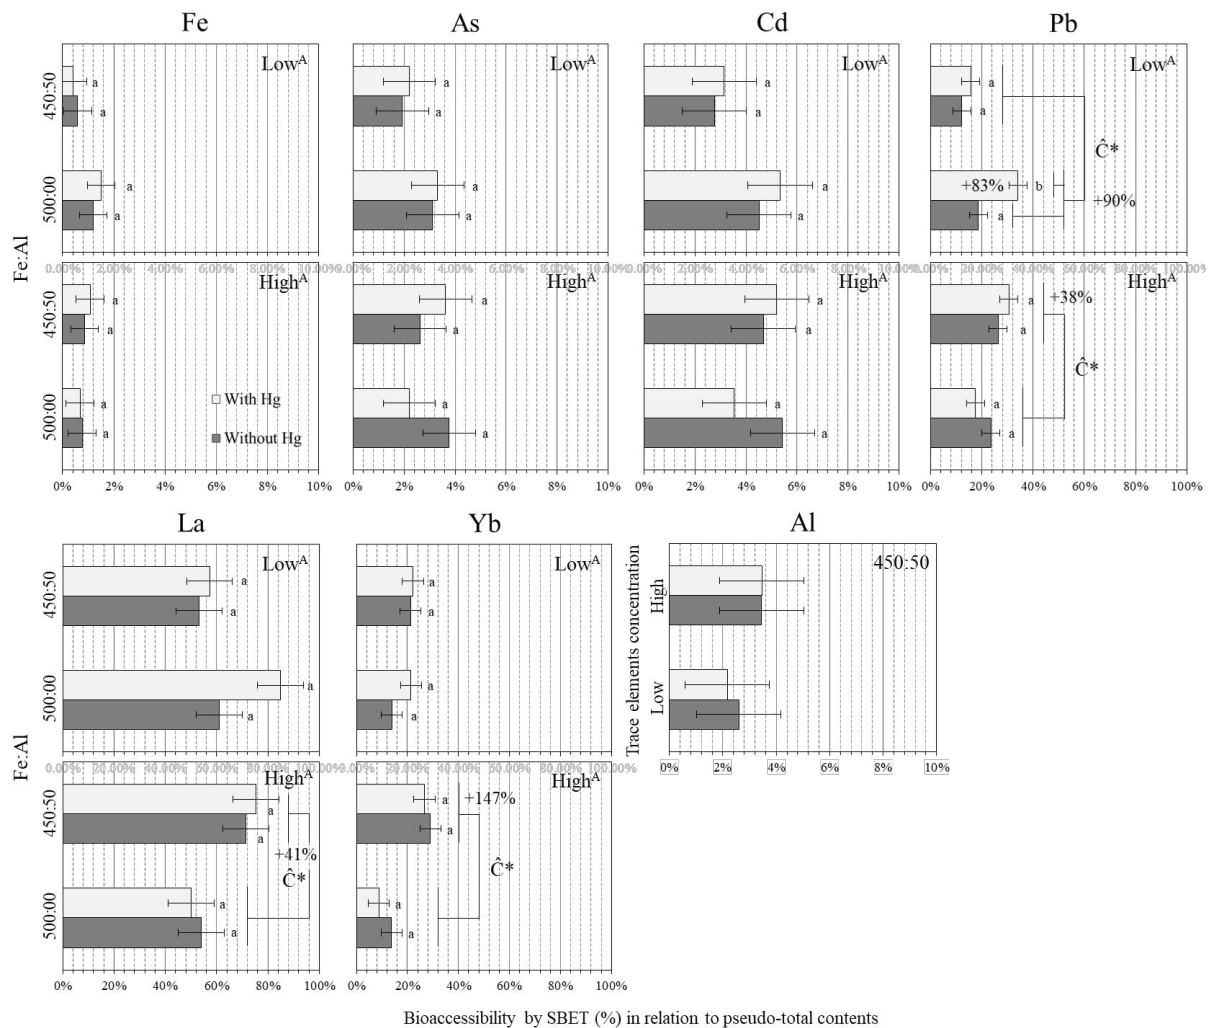 Fe As Cd Pb
Low^A Low^A Low^A Low^A
450:50
a a a a
a a a a
Ĉ*
500:00
a a a +83% b
a a a a +90%
Fe:Al
0.00% 2.00% 4.00% 6.00% 8.00% 10.00% 0.00% 2.00% 4.00% 6.00% 8.00% 10.00% 0.00% 2.00% 4.00% 6.00% 8.00% 10.00% 0.00% 20.00% 40.00% 60.00% 80.00% 100.00%
High^A High^A High^A High^A
450:50
a a a a +38%
a a a a
Ĉ*
500:00
With Hg
a a a a
Without Hg
a a a a
0% 2% 4% 6% 8% 10% 0% 2% 4% 6% 8% 10% 0% 2% 4% 6% 8% 10% 0% 20% 40% 60% 80% 100%
La Yb Al
Low^A Low^A 450:50
450:50
a a
a a
High
500:00
a a
a a
Low
Trace elements concentration
0% 2% 4% 6% 8% 10%
Fe:Al
0.00% 20.00% 40.00% 60.00% 80.00% 100.00% 0.00% 20.00% 40.00% 60.00% 80.00% 100.00%
High^A High^A
450:50
a a +147%
a a
+41%
Ĉ* Ĉ*
500:00
a a
a a
0% 20% 40% 60% 80% 100% 0% 20% 40% 60% 80% 100%
Bioaccessibility by SBET (%) in relation to pseudo-total contents